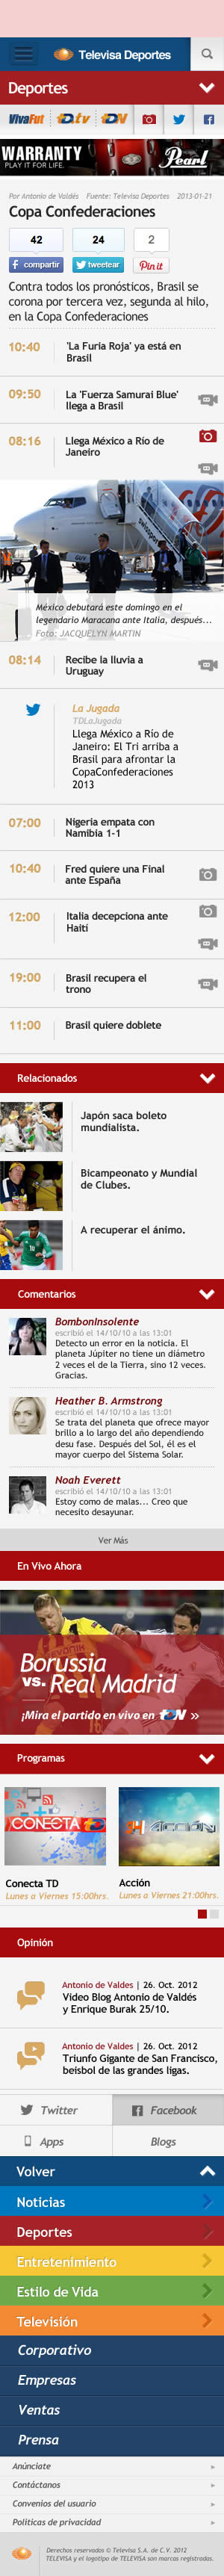 Televisa Deportes
Deportes
VivaFut
tv
WARRANTY
PLAY IT FOR LIFE.
Pearl
Por Antonio de Valdés Fuente: Televisa Deportes 2013-01-21
Copa Confederaciones
42 24 2
compartir twittear Pin it
Contra todos los pronósticos, Brasil se
corona por tercera vez, segunda al hilo,
en la Copa Confederaciones
10:40 'La Furia Roja' ya está en
Brasil
09:50 La 'Fuerza Samurai Blue'
llega a Brasil
08:16 Llega México a Río de
Janeiro
México debutará este domingo en el
legendario Maracana ante Italia, después...
Foto: JACQUELYN MARTIN
08:14 Recibe la lluvia a
Uruguay
La Jugada
TDLaJugada
Llega México a Río de
Janeiro: El Tri arriba a
Brasil para afrontar la
CopaConfederaciones
2013
07:00 Nigeria empata con
Namibia 1-1
10:40 Fred quiere una Final
ante España
12:00 Italia decepciona ante
Haití
19:00 Brasil recupera el
trono
11:00 Brasil quiere doblete
Relacionados
Japón saca boleto
mundialista.
Bicampeonato y Mundial
de Clubes.
A recuperar el ánimo.
Comentarios
BombonInsolente
escribió el 14/10/10 a las 13:01
Detecto un error en la noticia. El
planeta Júpiter no tiene un diámetro
2 veces el de la Tierra, sino 12 veces.
Gracias.
Heather B. Armstrong
escribió el 14/10/10 a las 13:01
Se trata del planeta que ofrece mayor
brillo a lo largo del año dependiendo
desu fase. Después del Sol, él es el
mayor cuerpo del Sistema Solar.
Noah Everett
escribió el 14/10/10 a las 13:01
Estoy como de malas... Creo que
necesito desayunar.
Ver Más
En Vivo Ahora
Borussia
vs. Real Madrid
¡Mira el partido en vivo en »
Programas
CONECTA
ACCIÓN
Conecta TD Acción
Lunes a Viernes 15:00hrs. Lunes a Viernes 21:00hrs.
Opinión
Antonio de Valdes | 26. Oct. 2012
Video Blog Antonio de Valdés
y Enrique Burak 25/10.
Antonio de Valdes | 26. Oct. 2012
Triunfo Gigante de San Francisco,
beisbol de las grandes ligas.
Twitter Facebook
Apps Blogs
Volver
Noticias
Deportes
Entretenimiento
Estilo de Vida
Televisión
Corporativo
Empresas
Ventas
Prensa
Anúnciate
Contáctanos
Convenios del usuario
Políticas de privacidad
Derechos reservados © Televisa S.A. de C.V. 2012
TELEVISA y el logotipo de TELEVISA son marcas registradas.